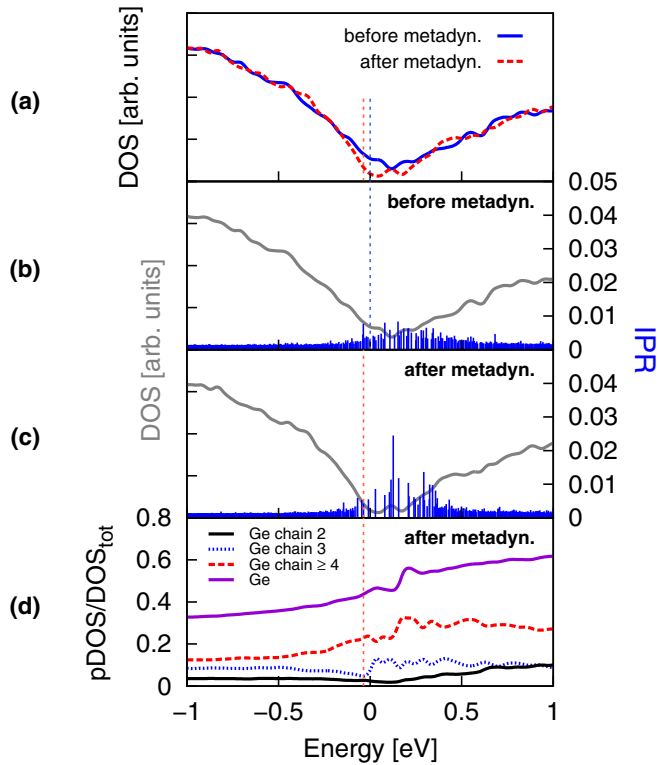 (a)
DOS [arb. units]
before metadyn.
after metadyn.
(b)
before metadyn.
0.05
0.04
0.03
0.02
0.01
0
DOS [arb. units]
IPR
(c)
after metadyn.
0.04
0.03
0.02
0.01
0
(d)
pDOS/DOStot
0.8
0.6
0.4
0.2
0
Ge chain 2
Ge chain 3
Ge chain ≥ 4
Ge
after metadyn.
−1 −0.5 0 0.5 1
Energy [eV]